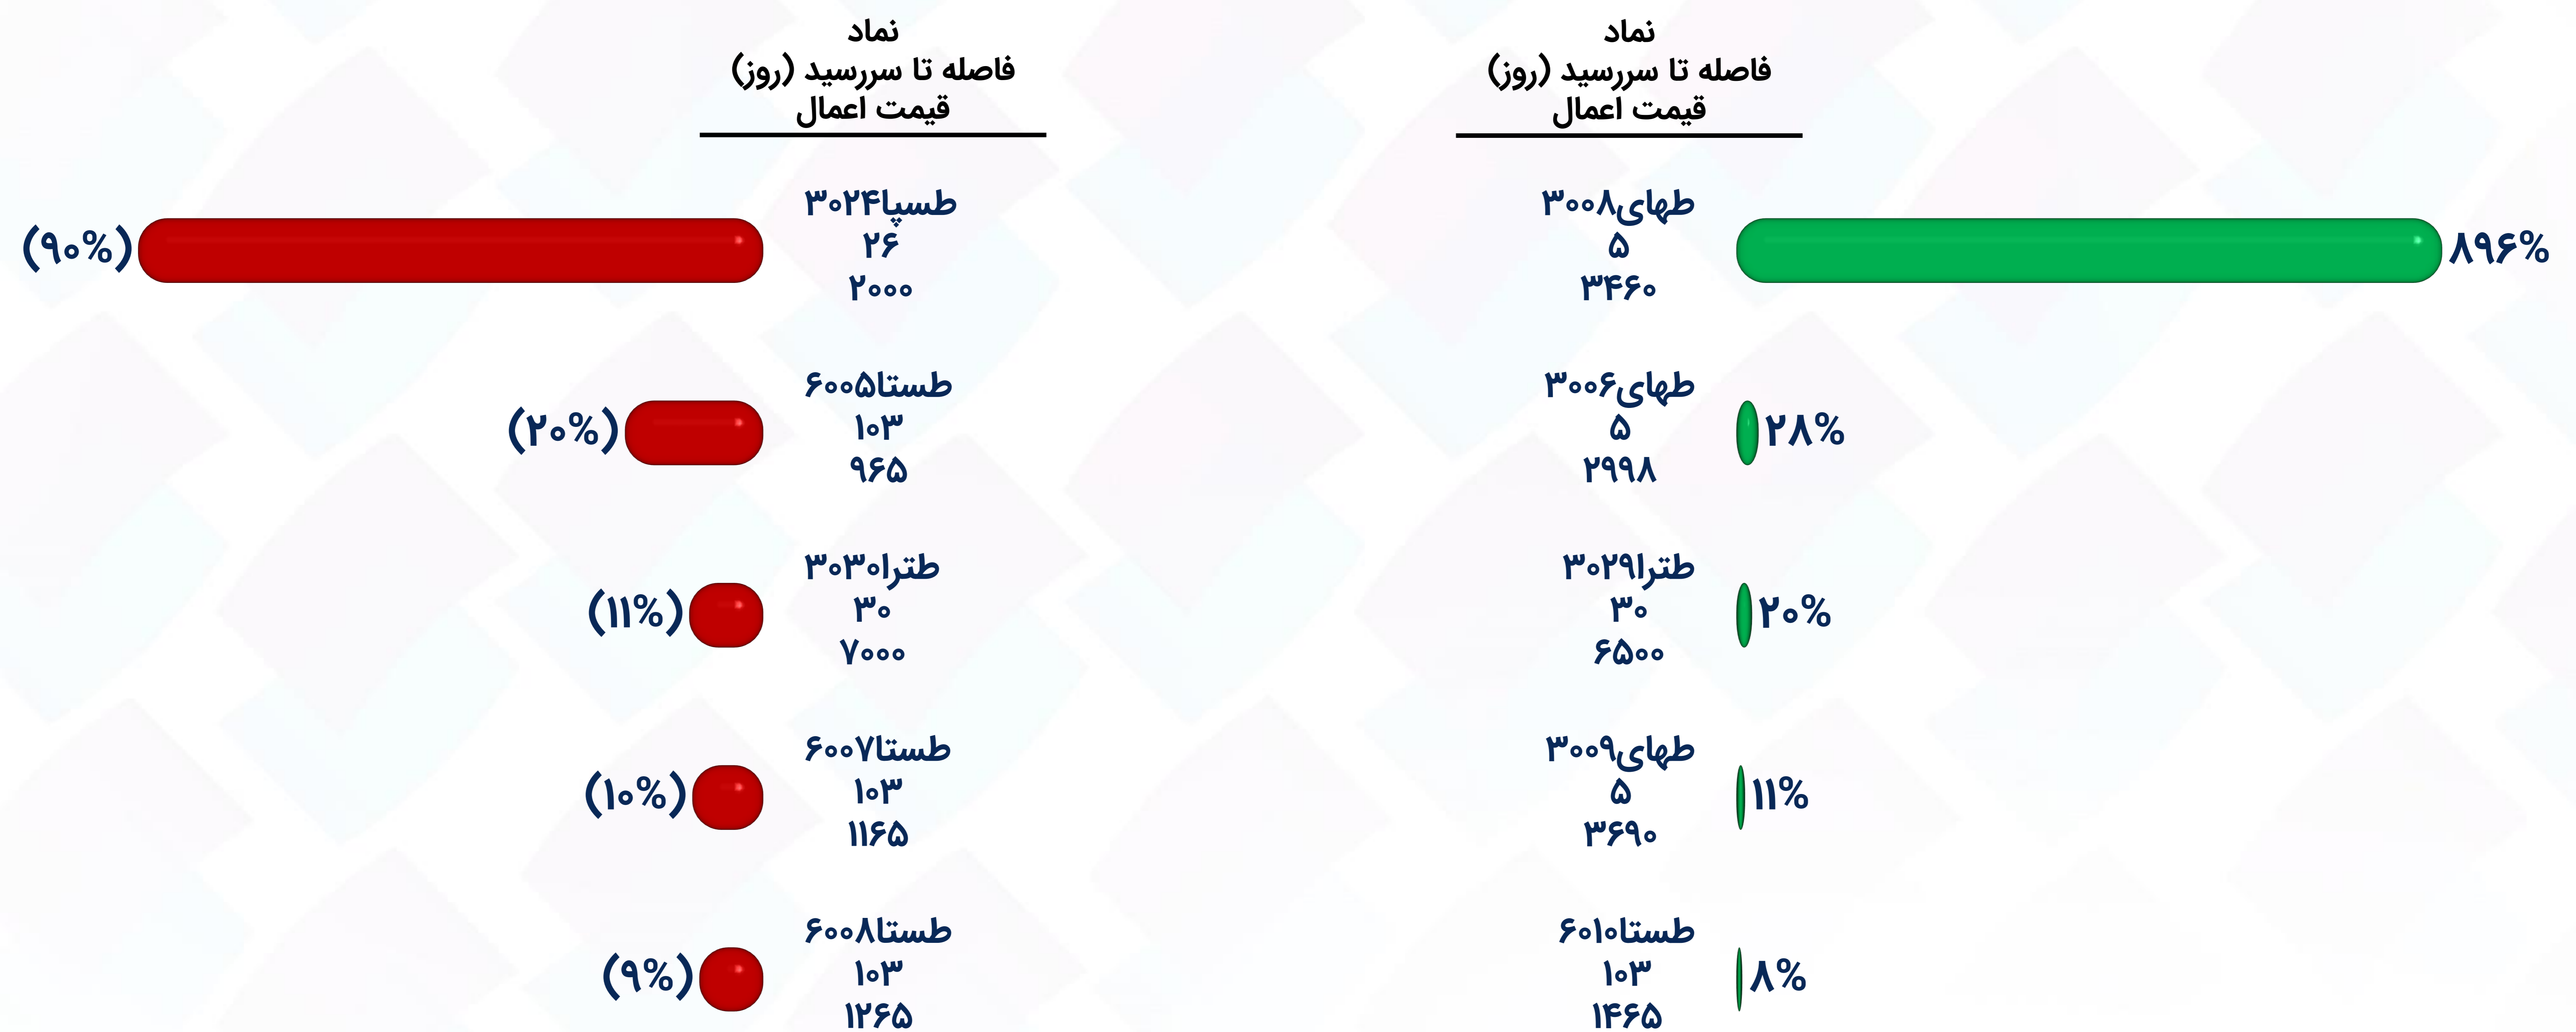 نماد
فاصله تا سررسید (روز)
قیمت اعمال
طهای۳۰۰۸
۵
۳۴۶۰
۸۹۶%
طهای۳۰۰۶
۵
۲۹۹۸
۲۸%
طترا۳۰۲۹
۳۰
۶۵۰۰
۲۰%
طهای۳۰۰۹
۵
۳۶۹۰
۱۱%
طستا۶۰۱۰
۱۰۳
۱۴۶۵
۸%
نماد
فاصله تا سررسید (روز)
قیمت اعمال
طسپا۳۰۲۴
۲۶
۲۰۰۰
(۹۰%)
طستا۶۰۰۵
۱۰۳
۹۶۵
(۲۰%)
طترا۳۰۳۰
۳۰
۷۰۰۰
(۱۱%)
طستا۶۰۰۷
۱۰۳
۱۱۶۵
(۱۰%)
طستا۶۰۰۸
۱۰۳
۱۲۶۵
(۹%)